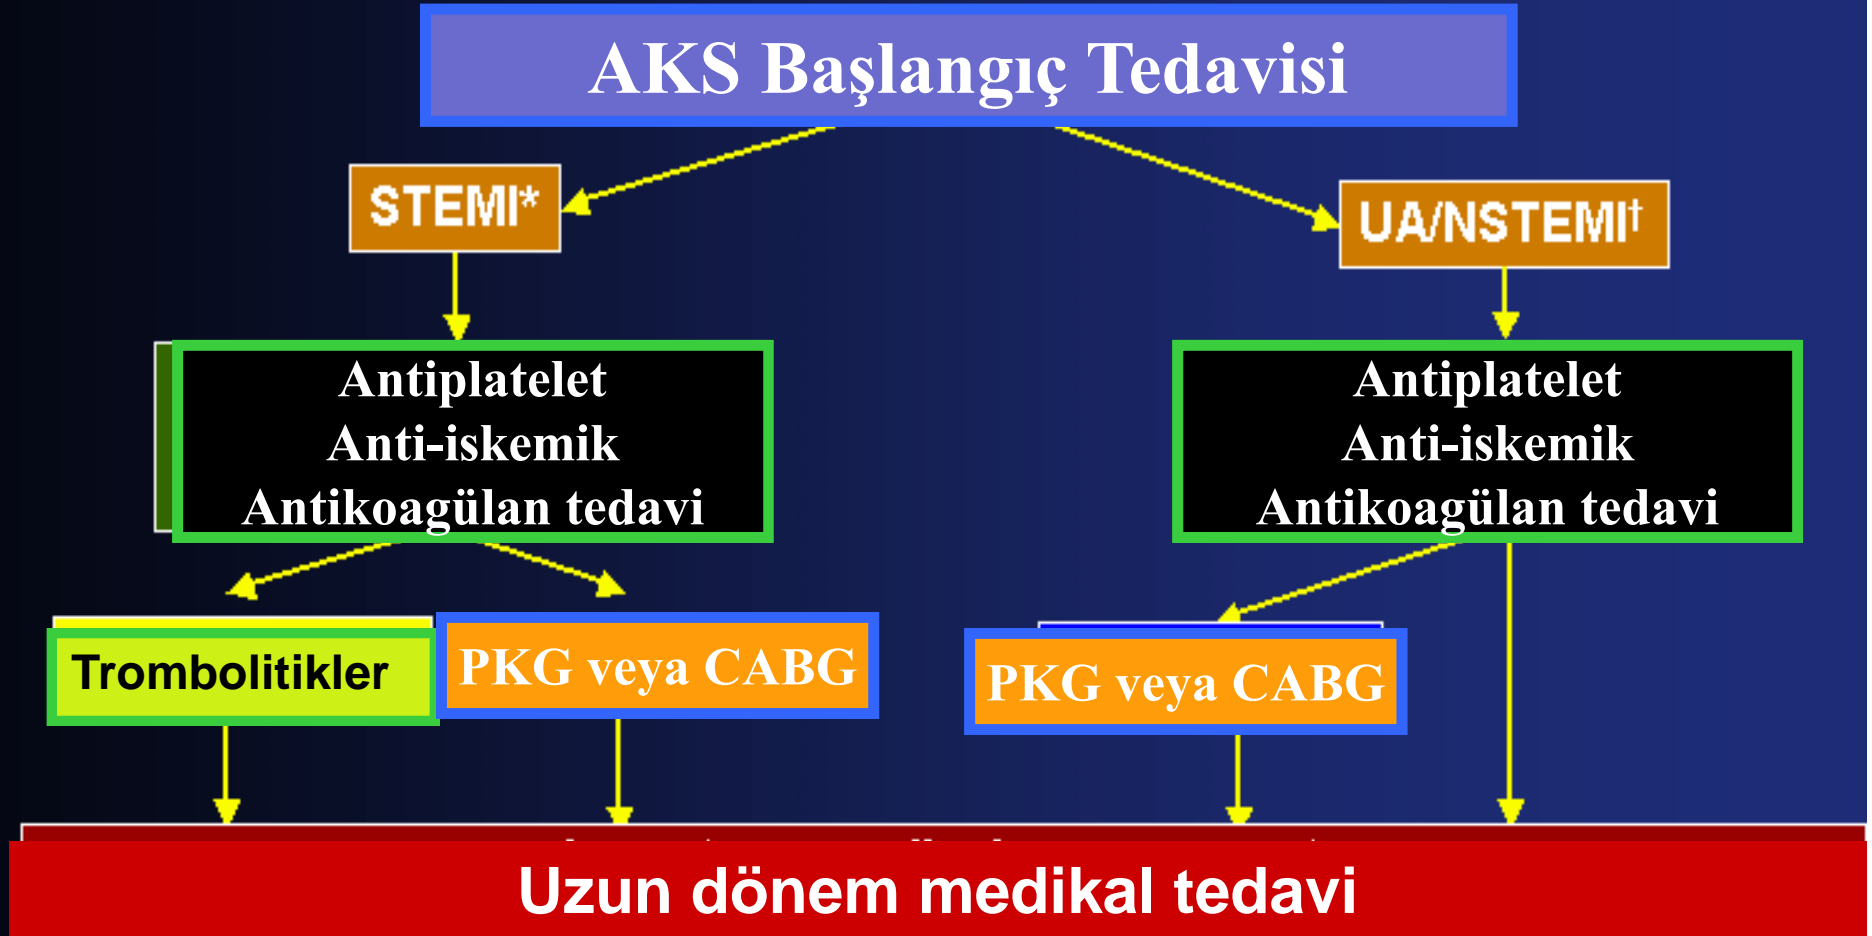 AKS Başlangıç Tedavisi
STEMI*
UA/NSTEMI†
Antiplatelet
Anti-iskemik
Antikoagülan tedavi
Antiplatelet
Anti-iskemik
Antikoagülan tedavi
Trombolitikler
PKG veya CABG
PKG veya CABG
Uzun dönem medikal tedavi